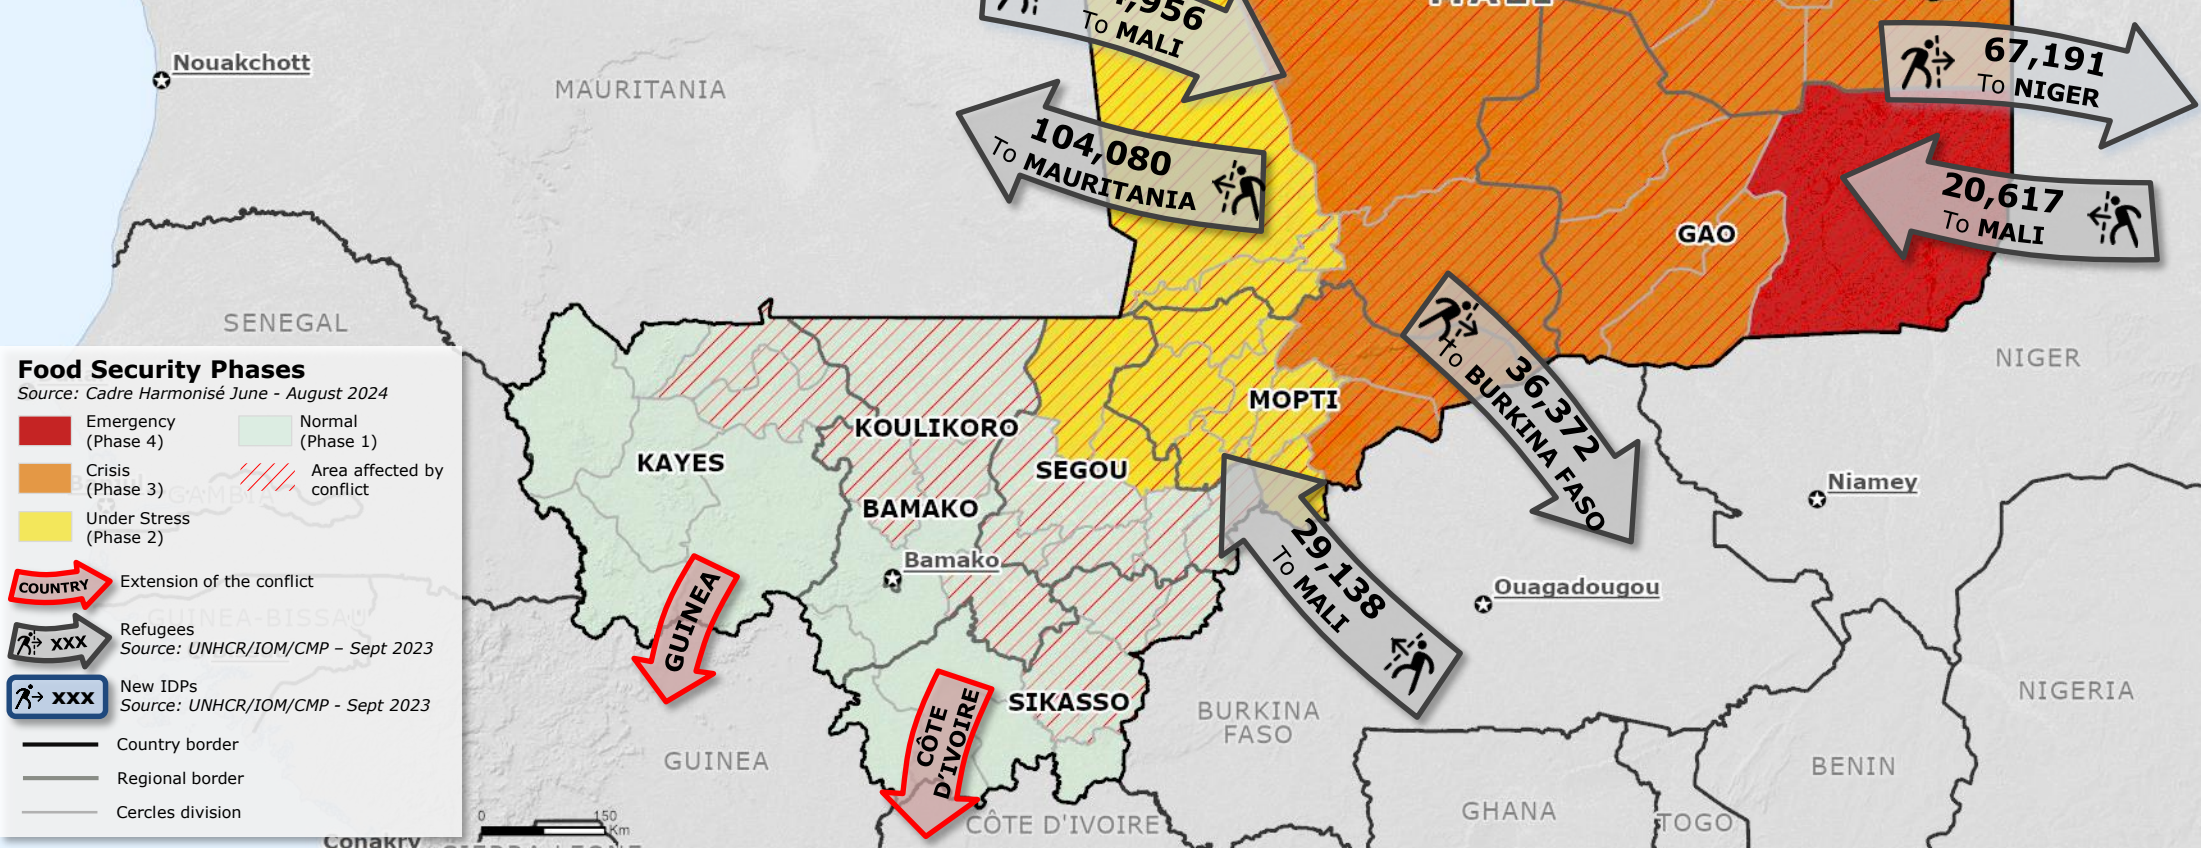 ,956
To MALI
67,191
To NIGER
Nouakchott
MAURITANIA
104,080
To MAURITANIA
20,617
To MALI
GAO
SENEGAL
36,372
To BURKINA FASO
NIGER
MOPTI
KOULIKORO
KAYES
SEGOU
BAMAKO
Bamako
Niamey
Ouagadougou
29,138
To MALI
GUINEA
CÔTE
D'IVOIRE
SIKASSO
BURKINA
FASO
NIGERIA
GUINEA
BENIN
GHANA
TOGO
CÔTE D'IVOIRE
Food Security Phases
Source: Cadre Harmonisé June - August 2024
Emergency
(Phase 4)
Normal
(Phase 1)
Crisis
(Phase 3)
Area affected by
conflict
GAMBIA
Under Stress
(Phase 2)
COUNTRY
Extension of the conflict
GUINEA-BISSAU
XXX
Refugees
Source: UNHCR/IOM/CMP – Sept 2023
XXX
New IDPs
Source: UNHCR/IOM/CMP - Sept 2023
Country border
Regional border
Cercles division
0
150
Km
Conakry